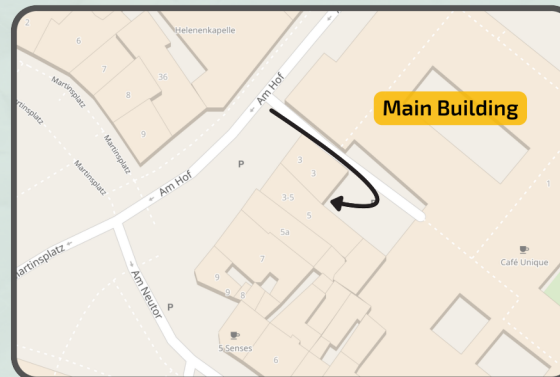 2
Helenenkapelle
6
7
36
8
9
Martinsplatz
Martinsplatz
Martinsplatz
Am Hof
Main Building
P
3
3
3-5
5
5a
Am Hof
1
7
Café Unique
9
9
8
Am Neutor
P
5 Senses
6